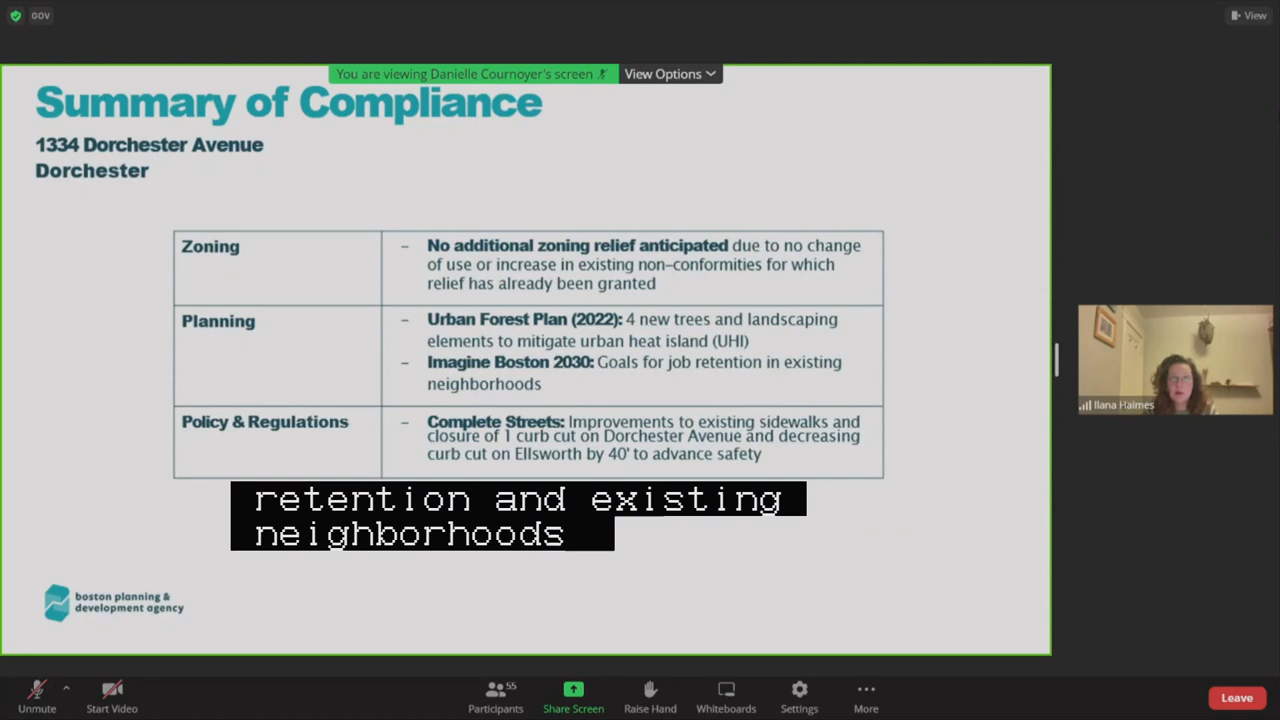 GOV
View
You are viewing Danielle Cournoyer's screen
View Options
Summary of Compliance
1334 Dorchester Avenue
Dorchester
Zoning
– No additional zoning relief anticipated due to no change
of use or increase in existing non-conformities for which
relief has already been granted
Planning
– Urban Forest Plan (2022): 4 new trees and landscaping
elements to mitigate urban heat island (UHI)
– Imagine Boston 2030: Goals for job retention in existing
neighborhoods
Policy & Regulations
– Complete Streets: Improvements to existing sidewalks and
closure of 1 curb cut on Dorchester Avenue and decreasing
curb cut on Ellsworth by 40' to advance safety
retention and existing
neighborhoods
boston planning &
development agency
Ilana Haimes
Unmute
Start Video
55
Participants
Share Screen
Raise Hand
Whiteboards
Settings
More
Leave